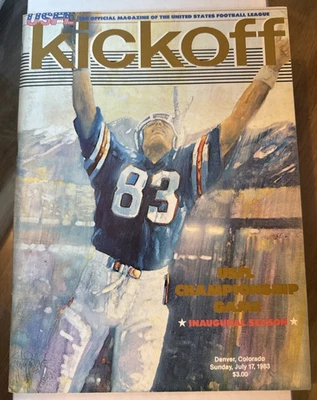 THE OFFICIAL MAGAZINE OF THE UNITED STATES FOOTBALL LEAGUE
kickoff
83
USFL
CHAMPIONSHIP
GAME
★ INAUGURAL SEASON ★
Denver, Colorado
Sunday, July 17, 1983
$3.00